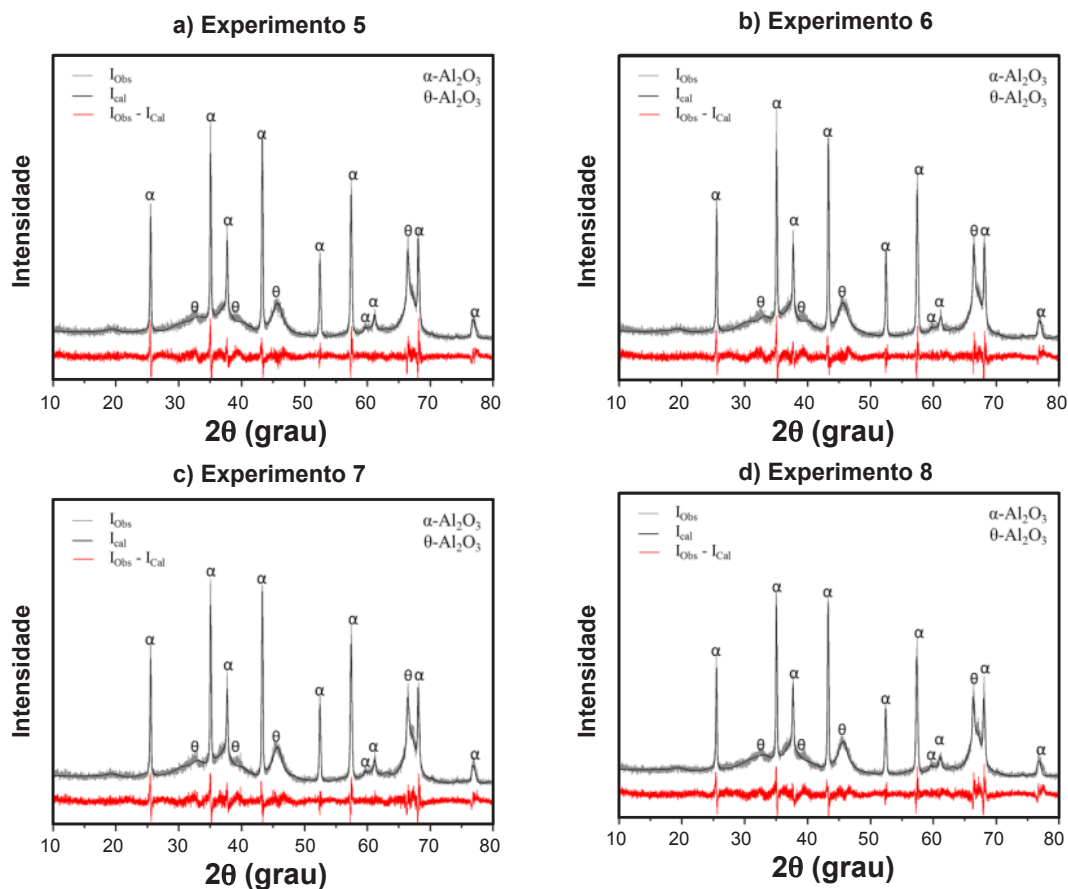 a) Experimento 5
I_Obs
I_cal
I_Obs - I_Cal
α-Al₂O₃
θ-Al₂O₃
α
θ
α
α
θ
α
θ
α
α
α
α
θ
α
α
Intensidade
10 20 30 40 50 60 70 80
2θ (grau)
b) Experimento 6
I_Obs
I_cal
I_Obs - I_Cal
α-Al₂O₃
θ-Al₂O₃
α
θ
α
α
θ
α
θ
α
α
α
α
θ
α
α
Intensidade
10 20 30 40 50 60 70 80
2θ (grau)
c) Experimento 7
I_Obs
I_cal
I_Obs - I_Cal
α-Al₂O₃
θ-Al₂O₃
α
θ
α
α
θ
α
θ
α
α
α
α
θ
α
α
Intensidade
10 20 30 40 50 60 70 80
2θ (grau)
d) Experimento 8
I_Obs
I_cal
I_Obs - I_Cal
α-Al₂O₃
θ-Al₂O₃
α
θ
α
α
θ
α
θ
α
α
α
α
θ
α
α
Intensidade
10 20 30 40 50 60 70 80
2θ (grau)